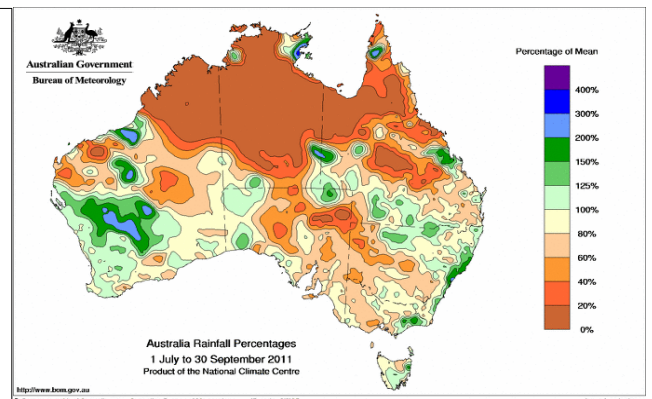 Australian Government
Bureau of Meteorology
Percentage of Mean
400%
300%
200%
150%
125%
100%
80%
60%
40%
20%
0%
Australia Rainfall Percentages
1 July to 30 September 2011
Product of the National Climate Centre
http://www.bom.gov.au